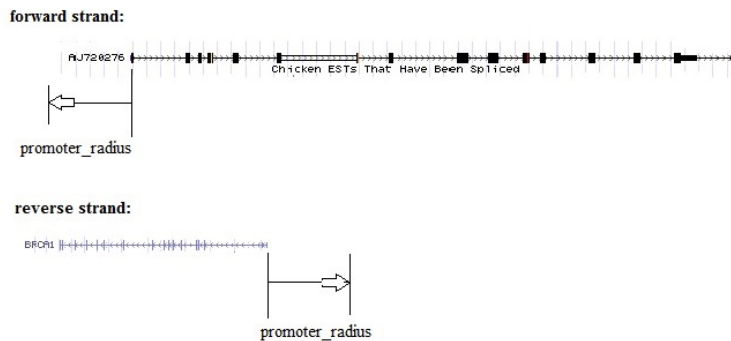 forward strand:
AJ720276
Chicken ESTs That Have Been Spliced
promoter_radius
reverse strand:
BRCA1
promoter_radius